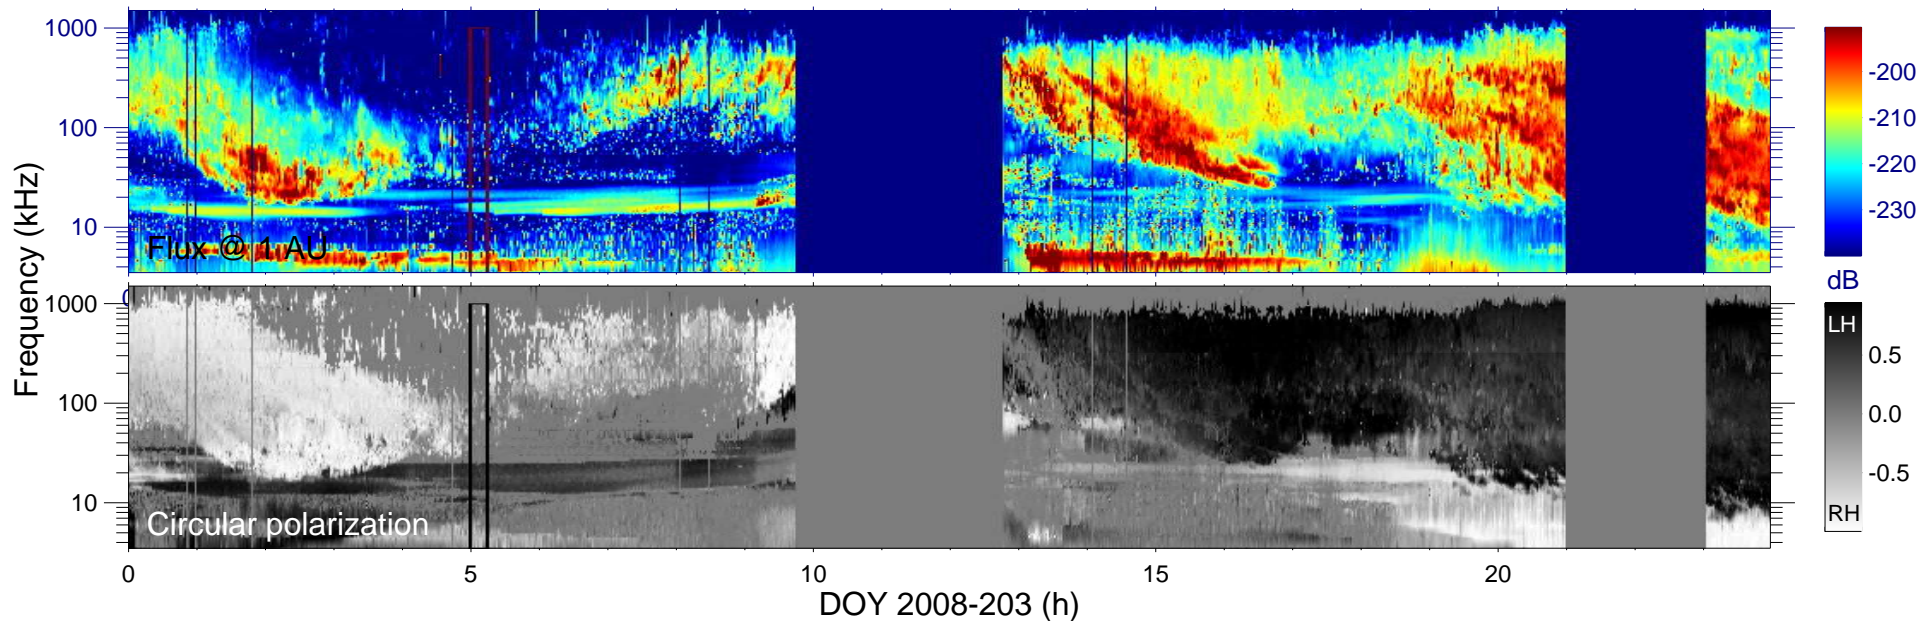 1000
100
10
Flux @ 1 AU
-200
-210
-220
-230
dB
0
Frequency (kHz)
1000
100
10
Circular polarization
LH
0.5
0.0
-0.5
RH
0 5 10 15 20
DOY 2008-203 (h)